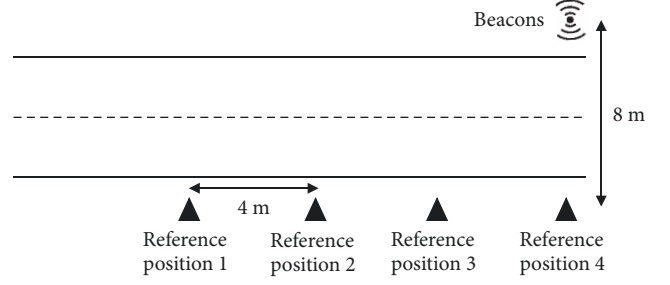 Beacons
8 m
4 m
Reference
position 1
Reference
position 2
Reference
position 3
Reference
position 4